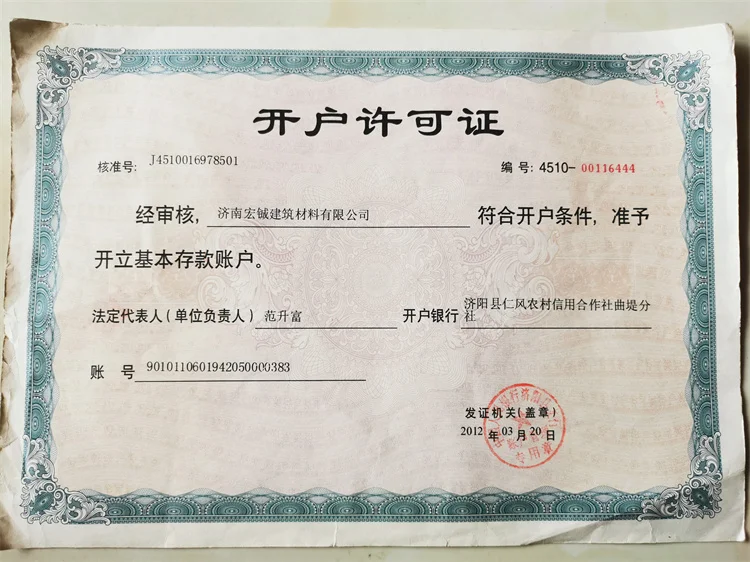 开户许可证
核准号: J4510016978501 编号: 4510-00116444
经审核, 济南宏铖建筑材料有限公司 符合开户条件, 准予
开立基本存款账户。
法定代表人(单位负责人) 范升富 开户银行 济阳县仁风农村信用合作社曲堤分社
账号 9010110601942050000383
发证机关(盖章)
2012 年 03 月 20 日
专用章